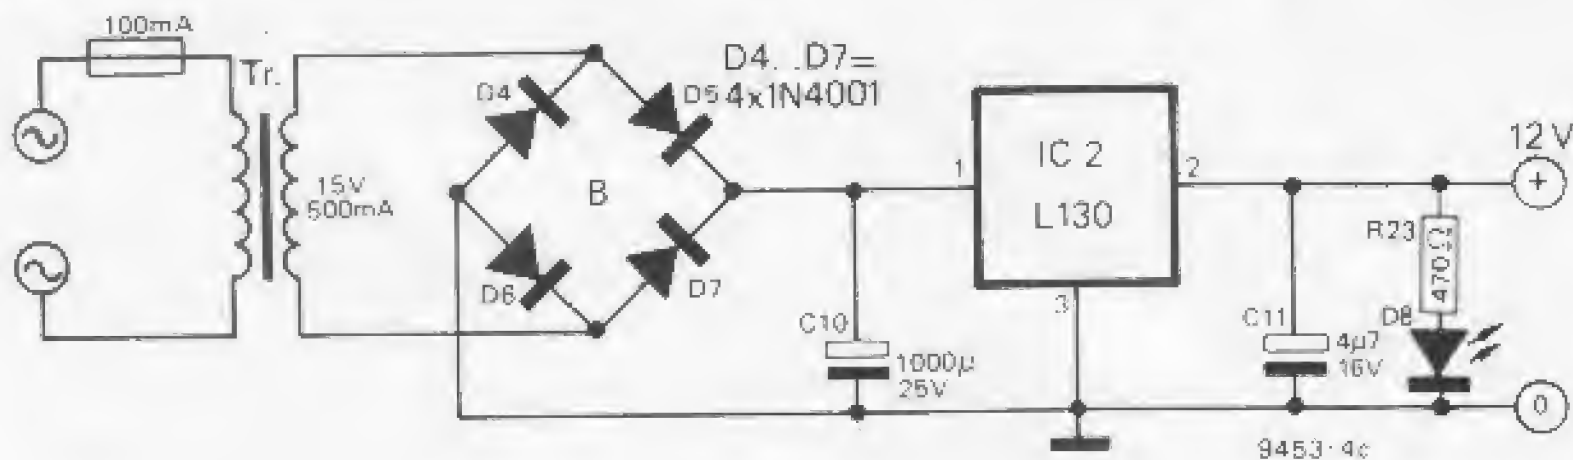 100mA
Tr.
15V
500mA
D4
D5
D6
D7
B
D4. .D7=
4x1N4001
C10
1000µ
25V
1
IC 2
L130
2
3
C11
4µ7
16V
R23
470Ω
D8
12V
+
0
9453-4c